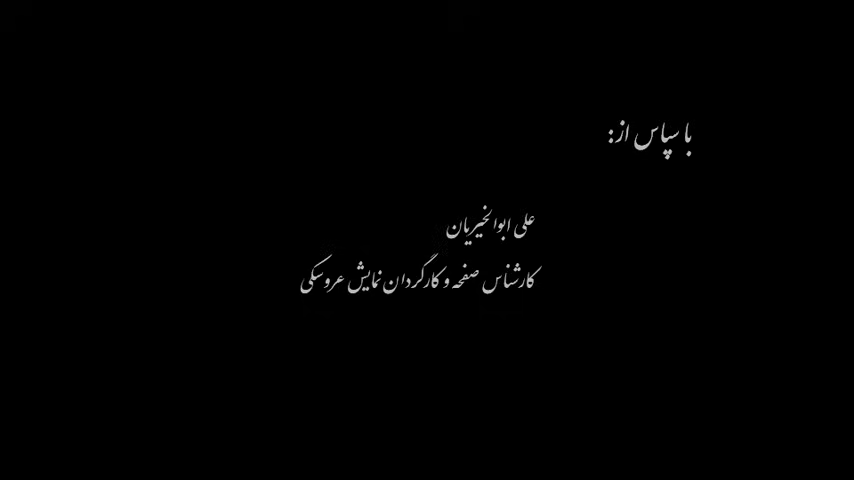 با سپاس از:
علی ابوالخیریان
کارشناس صفحه و کارگردان نمایش عروسکی